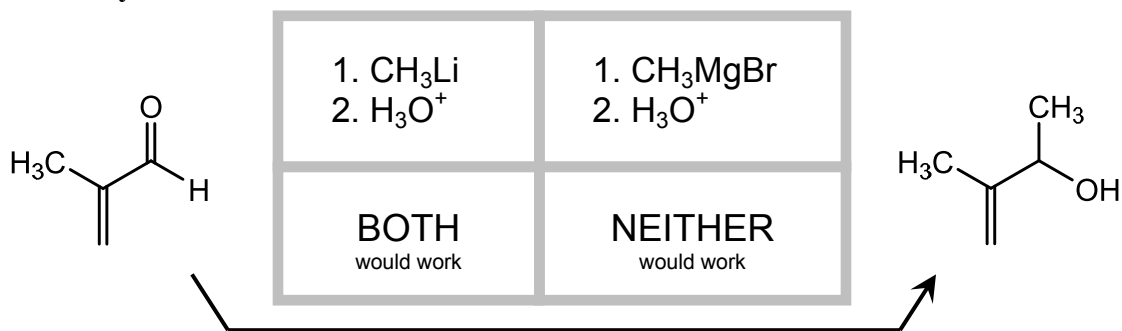 1. CH₃Li
2. H₃O⁺
1. CH₃MgBr
2. H₃O⁺
O
H₃C
H
BOTH
would work
NEITHER
would work
CH₃
H₃C
OH